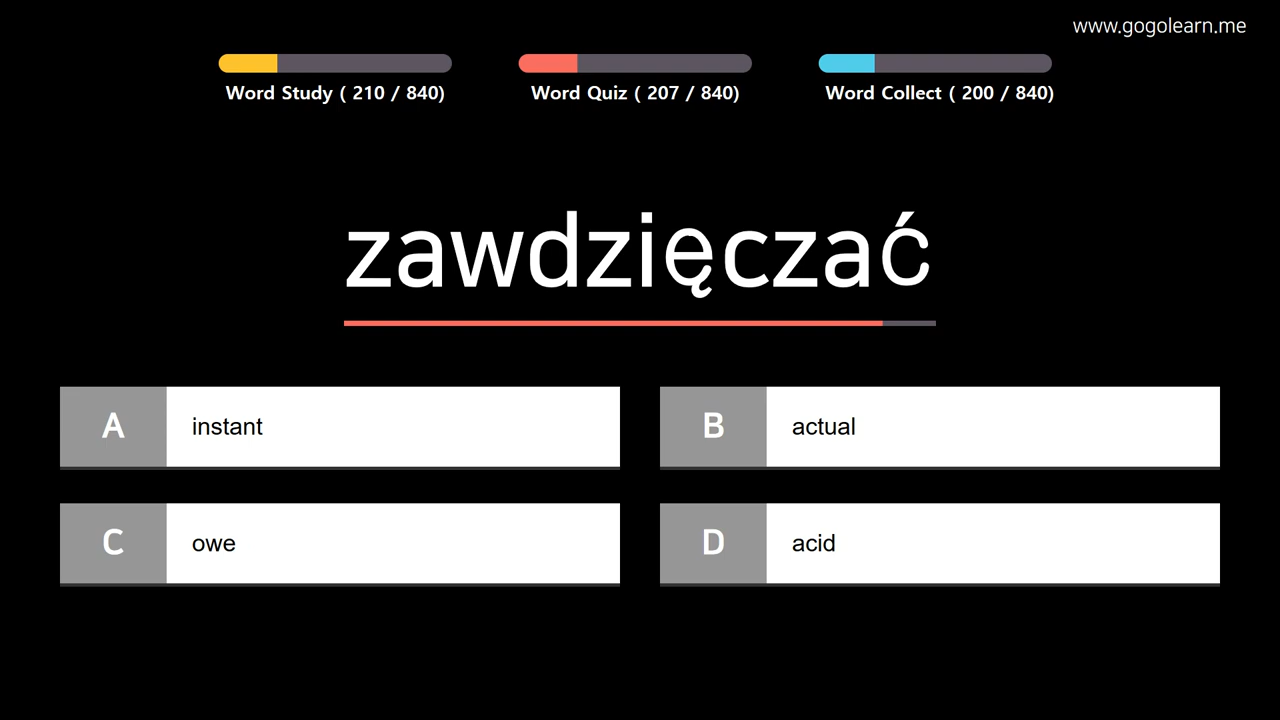 www.gogolearn.me
Word Study ( 210 / 840)
Word Quiz ( 207 / 840)
Word Collect ( 200 / 840)
zawdzięczać
A instant
B actual
C owe
D acid